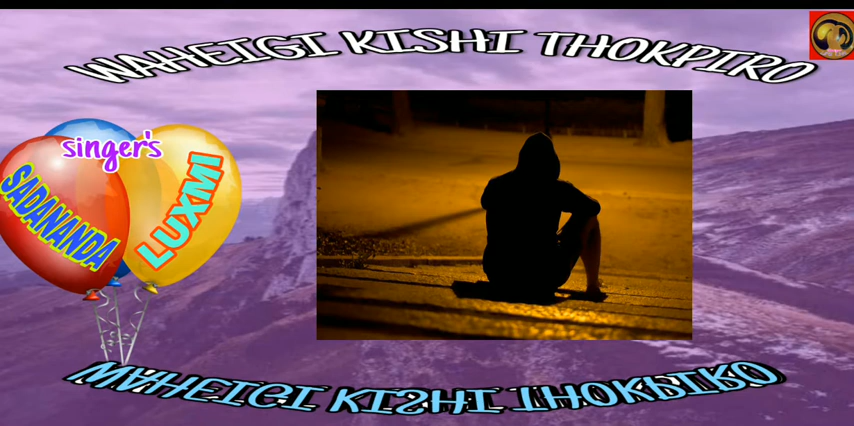 WAHEIGI KISHI THOKPIRO
singer's
SADANANDA
LUXMI
WAHEIGI KISHI THOKPIRO